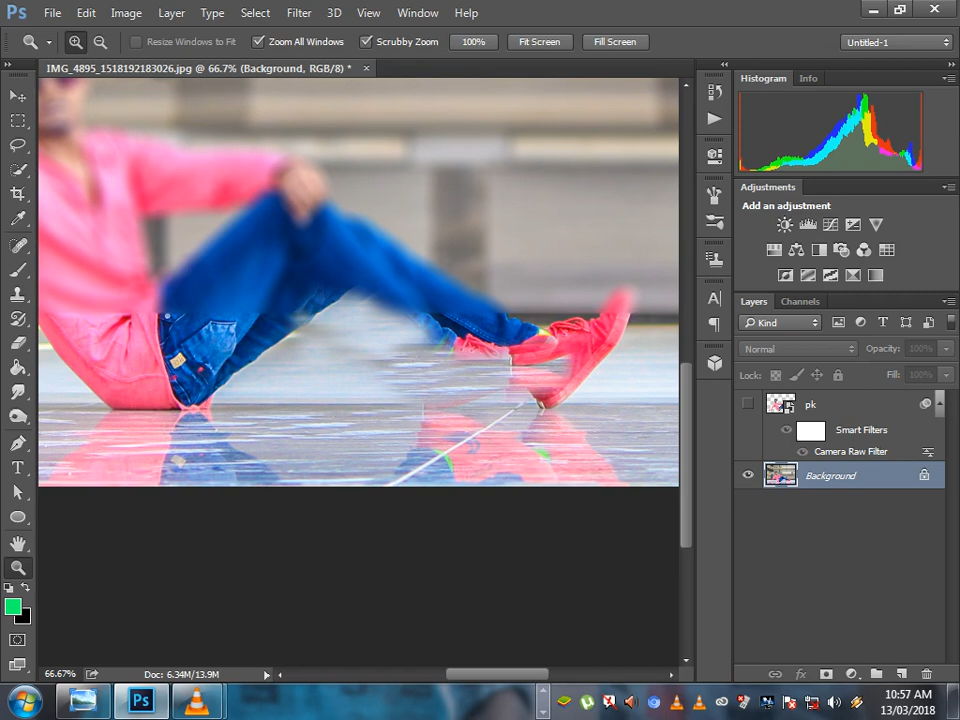 Ps File Edit Image Layer Type Select Filter 3D View Window Help
Resize Windows to Fit Zoom All Windows Scrubby Zoom 100% Fit Screen Fill Screen Untitled-1
IMG_4895_1518192183026.jpg @ 66.7% (Background, RGB/8) * ×
Histogram Info
Adjustments
Add an adjustment
Layers Channels
Kind
Normal Opacity: 100%
Lock: Fill: 100%
pk
Smart Filters
Camera Raw Filter
Background
66.67% Doc: 6.34M/13.9M
Ps
10:57 AM
13/03/2018